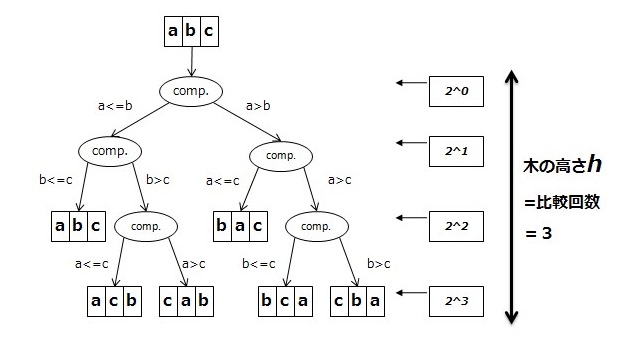 a b c
comp.
2^0
a<=b
a>b
comp.
comp.
2^1
木の高さh
b<=c
b>c
a<=c
a>c
=比較回数
a b c
comp.
b a c
comp.
2^2
= 3
a<=c
a>c
b<=c
b>c
a c b
c a b
b c a
c b a
2^3